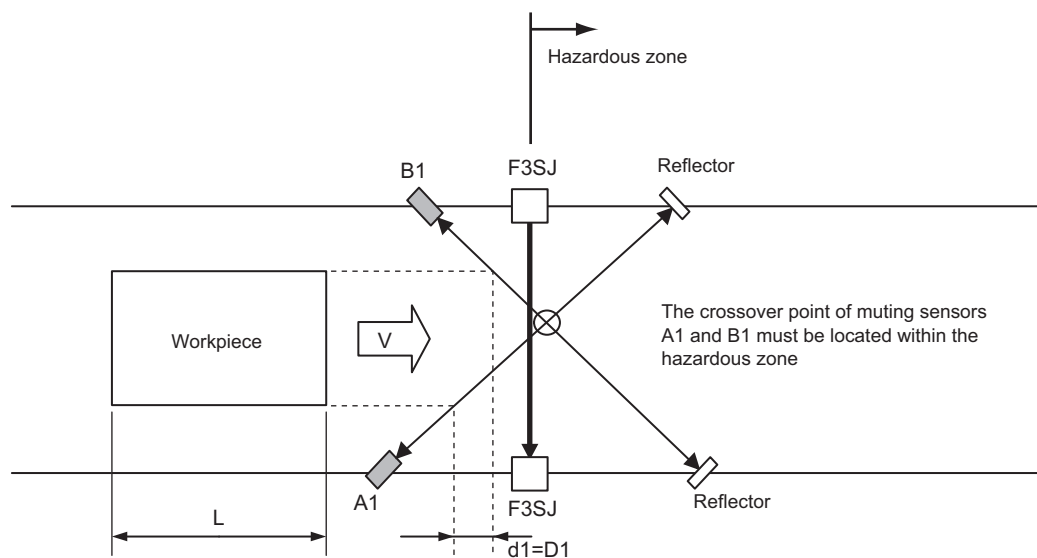 Hazardous zone
B1
F3SJ
Reflector
Workpiece
V
The crossover point of muting sensors
A1 and B1 must be located within the
hazardous zone
A1
F3SJ
Reflector
L
d1=D1